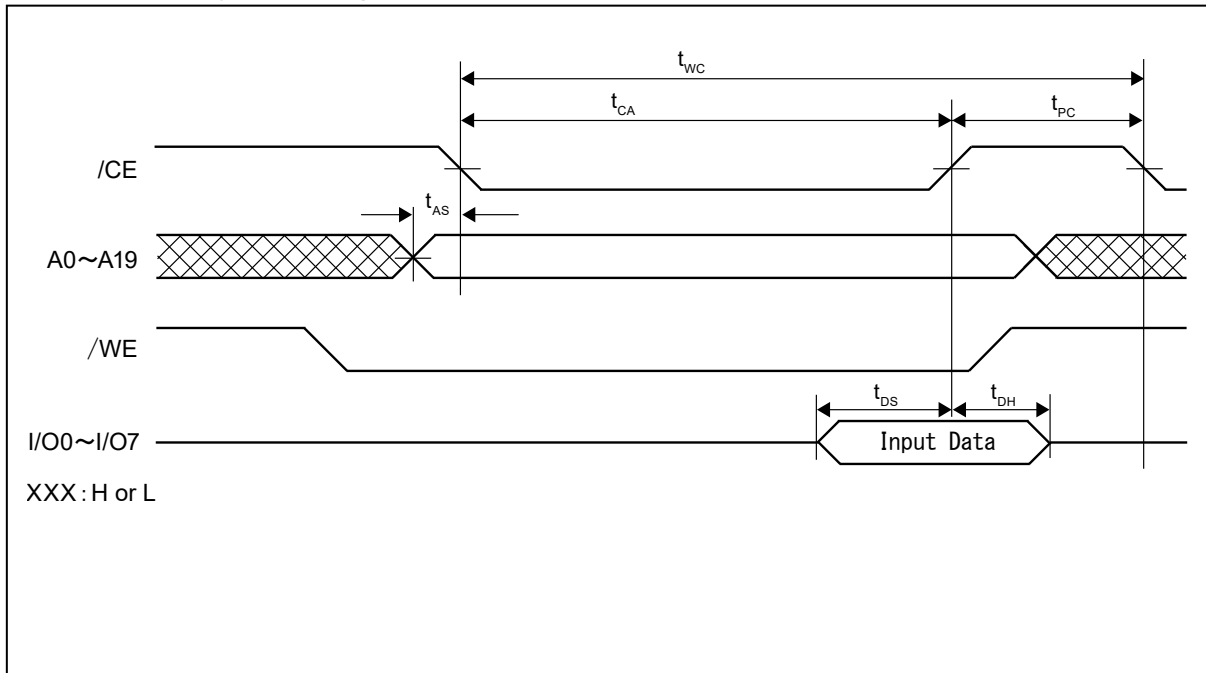 tWC
tCA
tPC
/CE
tAS
A0～A19
/WE
tDS
tDH
I/O0～I/O7
Input Data
XXX : H or L